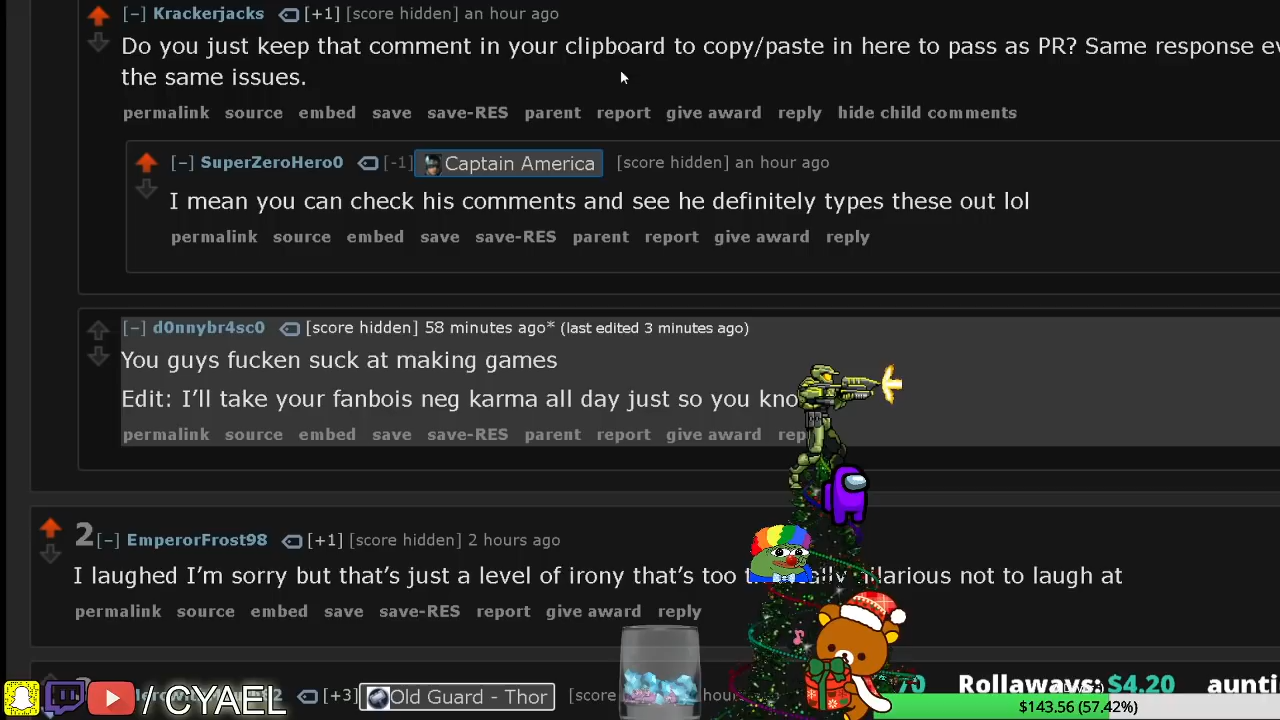 [–] Krackerjacks [+1] [score hidden] an hour ago
Do you just keep that comment in your clipboard to copy/paste in here to pass as PR? Same response
the same issues.
permalink source embed save save-RES parent report give award reply hide child comments
[–] SuperZeroHero0 [-1] Captain America [score hidden] an hour ago
I mean you can check his comments and see he definitely types these out lol
permalink source embed save save-RES parent report give award reply
[–] d0nnybr4sc0 [score hidden] 58 minutes ago* (last edited 3 minutes ago)
You guys fucken suck at making games
Edit: I'll take your fanbois neg karma all day just so you kno
permalink source embed save save-RES parent report give award rep
2 [–] EmperorFrost98 [+1] [score hidden] 2 hours ago
I laughed I'm sorry but that's just a level of irony that's too not to laugh at
permalink source embed save save-RES report give award reply
/ CYAEL [+3] Old Guard - Thor [sco
Rollaways: $4.20 aunti
$143.56 (57.42%)